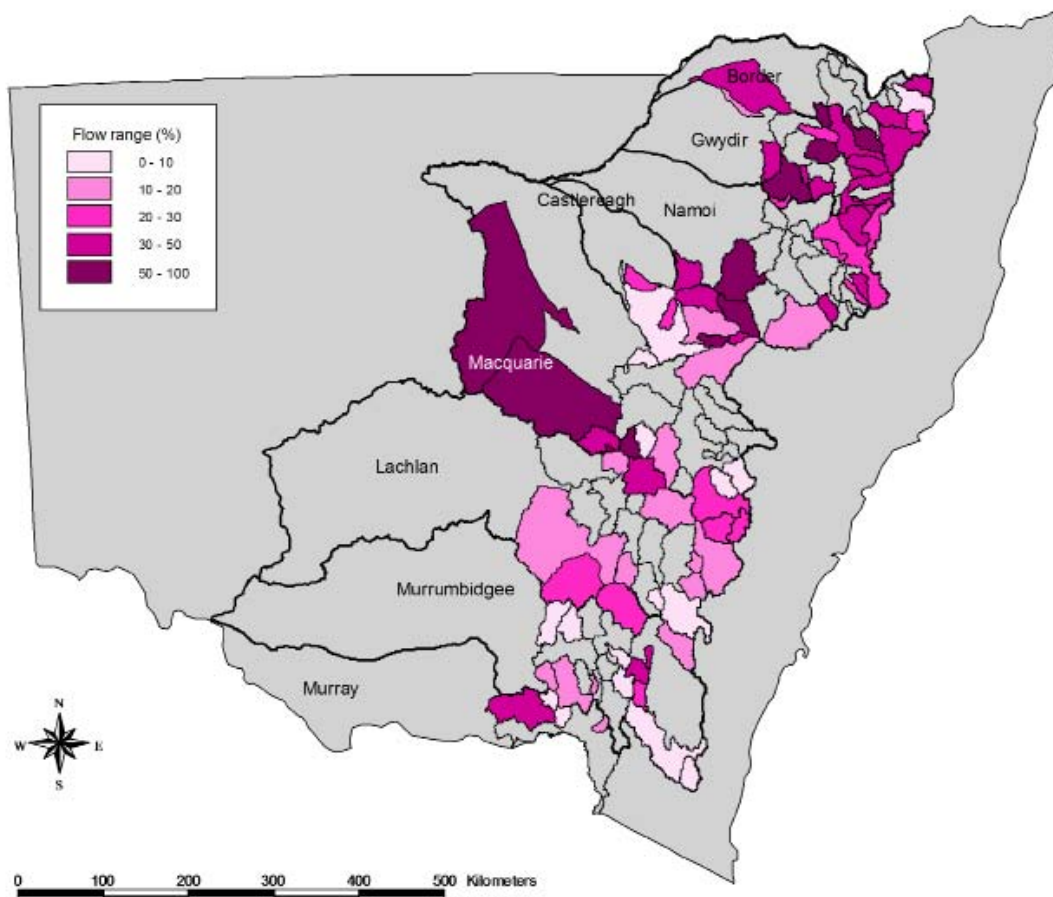 Flow range (%)
0 - 10
10 - 20
20 - 30
30 - 50
50 - 100
Border
Gwydir
Castlereagh
Namoi
Macquarie
Lachlan
Murrumbidgee
Murray
N
W E
S
0 100 200 300 400 500 Kilometers